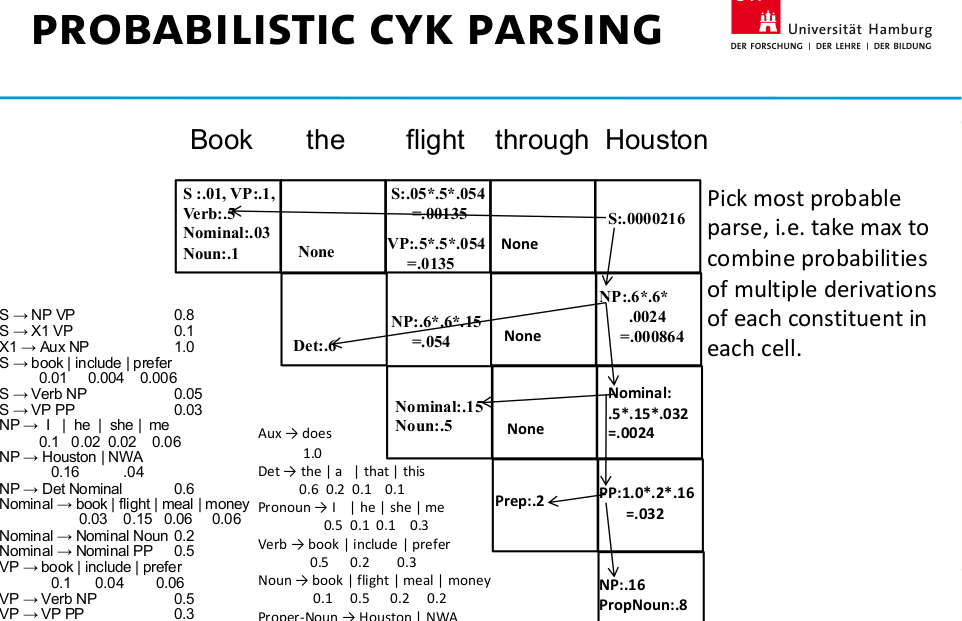 PROBABILISTIC CYK PARSING
Universität Hamburg
DER FORSCHUNG | DER LEHRE | DER BILDUNG
Book the flight through Houston
S :.01, VP:.1,
Verb:.5
Nominal:.03
Noun:.1
None
S:.05*.5*.054
=.00135
VP:.5*.5*.054
=.0135
None
S:.0000216
Det:.6
NP:.6*.6*.15
=.054
None
NP:.6*.6*
.0024
=.000864
Nominal:.15
Noun:.5
None
Nominal:
.5*.15*.032
=.0024
Prep:.2
PP:1.0*.2*.16
=.032
NP:.16
PropNoun:.8
Pick most probable
parse, i.e. take max to
combine probabilities
of multiple derivations
of each constituent in
each cell.
S → NP VP 0.8
S → X1 VP 0.1
X1 → Aux NP 1.0
S → book | include | prefer
0.01 0.004 0.006
S → Verb NP 0.05
S → VP PP 0.03
NP → I | he | she | me
0.1 0.02 0.02 0.06
NP → Houston | NWA
0.16 .04
NP → Det Nominal 0.6
Nominal → book | flight | meal | money
0.03 0.15 0.06 0.06
Nominal → Nominal Noun 0.2
Nominal → Nominal PP 0.5
VP → book | include | prefer
0.1 0.04 0.06
VP → Verb NP 0.5
VP → VP PP 0.3
Aux → does
1.0
Det → the | a | that | this
0.6 0.2 0.1 0.1
Pronoun → I | he | she | me
0.5 0.1 0.1 0.3
Verb → book | include | prefer
0.5 0.2 0.3
Noun → book | flight | meal | money
0.1 0.5 0.2 0.2
Proper-Noun → Houston | NWA